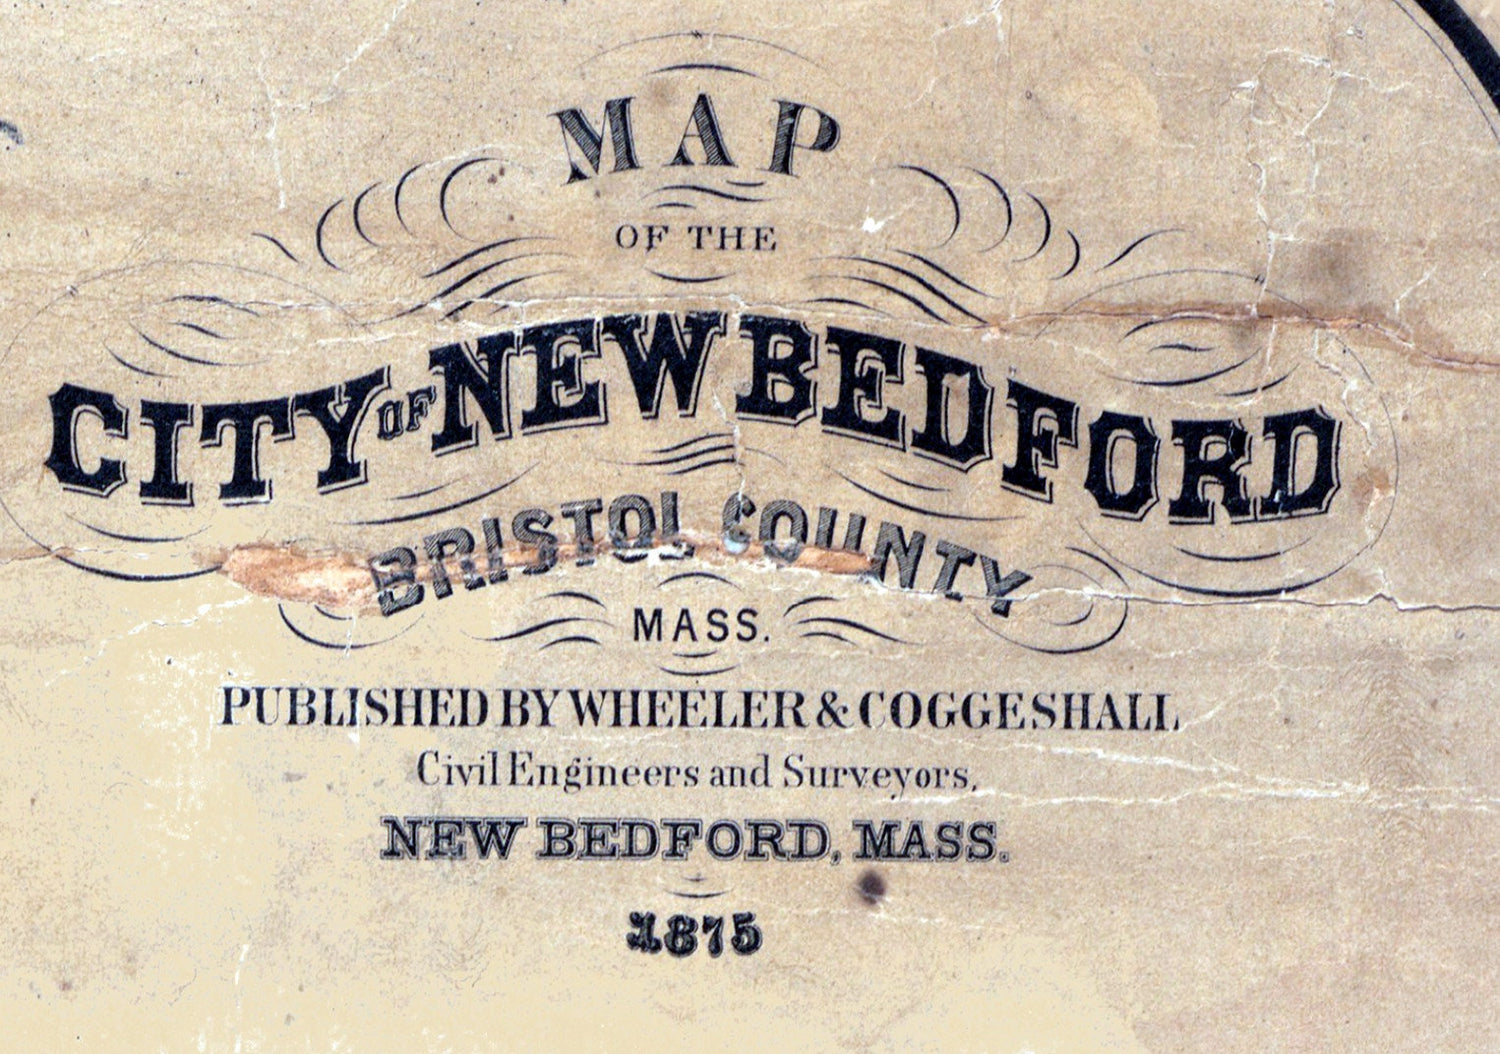 MAP
OF THE
CITY OF NEW BEDFORD
BRISTOL COUNTY
MASS.
PUBLISHED BY WHEELER & COGGESHALL
Civil Engineers and Surveyors,
NEW BEDFORD, MASS.
1875